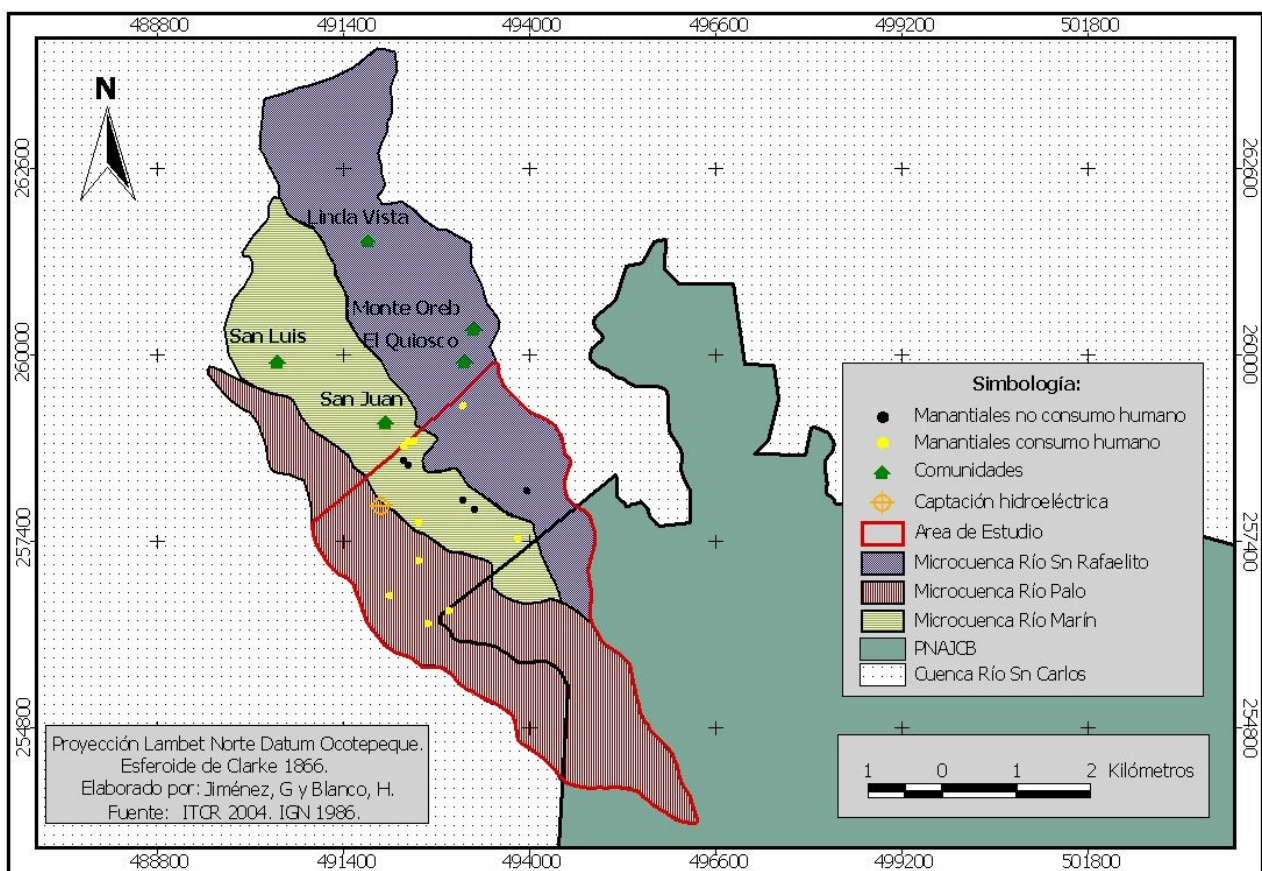 488800 491400 494000 496600 499200 501800
N
262600 262600
Linda Vista
Monte Oreb
260000 260000
San Luis
El Quiosco
San Juan
Simbología:
Manantiales no consumo humano
Manantiales consumo humano
Comunidades
Captación hidroeléctrica
Area de Estudio
Microcuenca Río Sn Rafaelito
Microcuenca Río Palo
Microcuenca Río Marín
PNAJCB
Cuenca Río Sn Carlos
257400 257400
254800 254800
Proyección Lambet Norte Datum Ocotepeque.
Esferoide de Clarke 1866.
Elaborado por: Jiménez, G y Blanco, H.
Fuente: ITCR 2004. IGN 1986.
1 0 1 2 Kilómetros
488800 491400 494000 496600 499200 501800